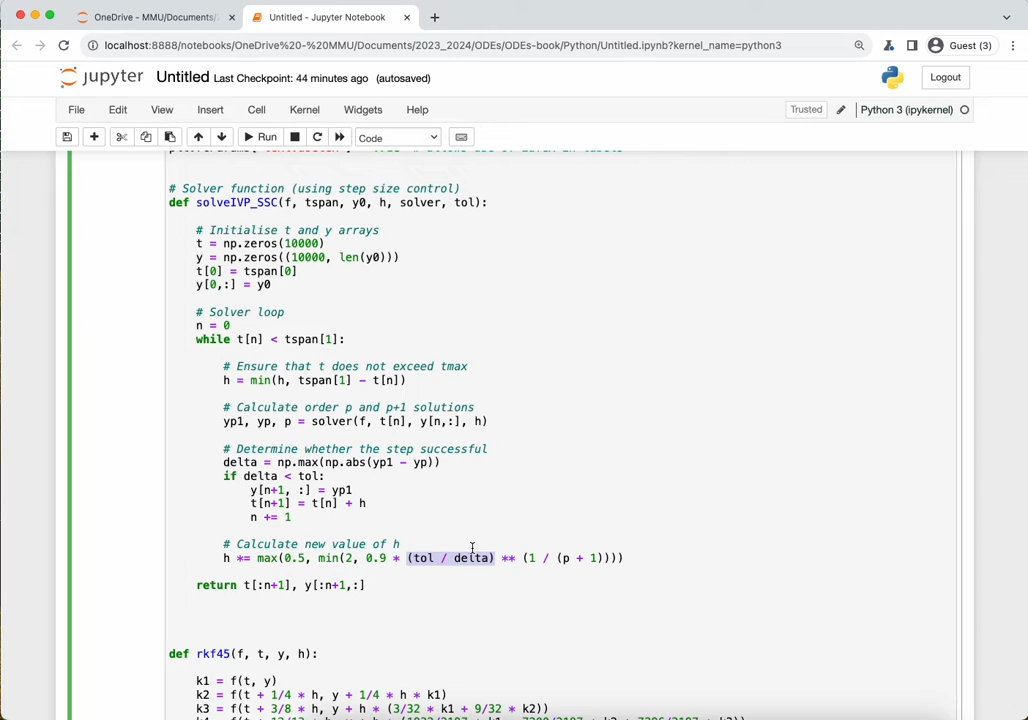 OneDrive - MMU/Documents/
Untitled - Jupyter Notebook
localhost:8888/notebooks/OneDrive%20-%20MMU/Documents/2023_2024/ODEs/ODEs-book/Python/Untitled.ipynb?kernel_name=python3
Guest (3)
jupyter Untitled Last Checkpoint: 44 minutes ago (autosaved)
Logout
File Edit View Insert Cell Kernel Widgets Help
Trusted
Python 3 (ipykernel)
Run
Code
# Solver function (using step size control)
def solveIVP_SSC(f, tspan, y0, h, solver, tol):
# Initialise t and y arrays
t = np.zeros(10000)
y = np.zeros((10000, len(y0)))
t[0] = tspan[0]
y[0,:] = y0
# Solver loop
n = 0
while t[n] < tspan[1]:
# Ensure that t does not exceed tmax
h = min(h, tspan[1] - t[n])
# Calculate order p and p+1 solutions
yp1, yp, p = solver(f, t[n], y[n,:], h)
# Determine whether the step successful
delta = np.max(np.abs(yp1 - yp))
if delta < tol:
y[n+1, :] = yp1
t[n+1] = t[n] + h
n += 1
# Calculate new value of h
h *= max(0.5, min(2, 0.9 * (tol / delta) ** (1 / (p + 1))))
return t[:n+1], y[:n+1,:]
def rkf45(f, t, y, h):
k1 = f(t, y)
k2 = f(t + 1/4 * h, y + 1/4 * h * k1)
k3 = f(t + 3/8 * h, y + h * (3/32 * k1 + 9/32 * k2))